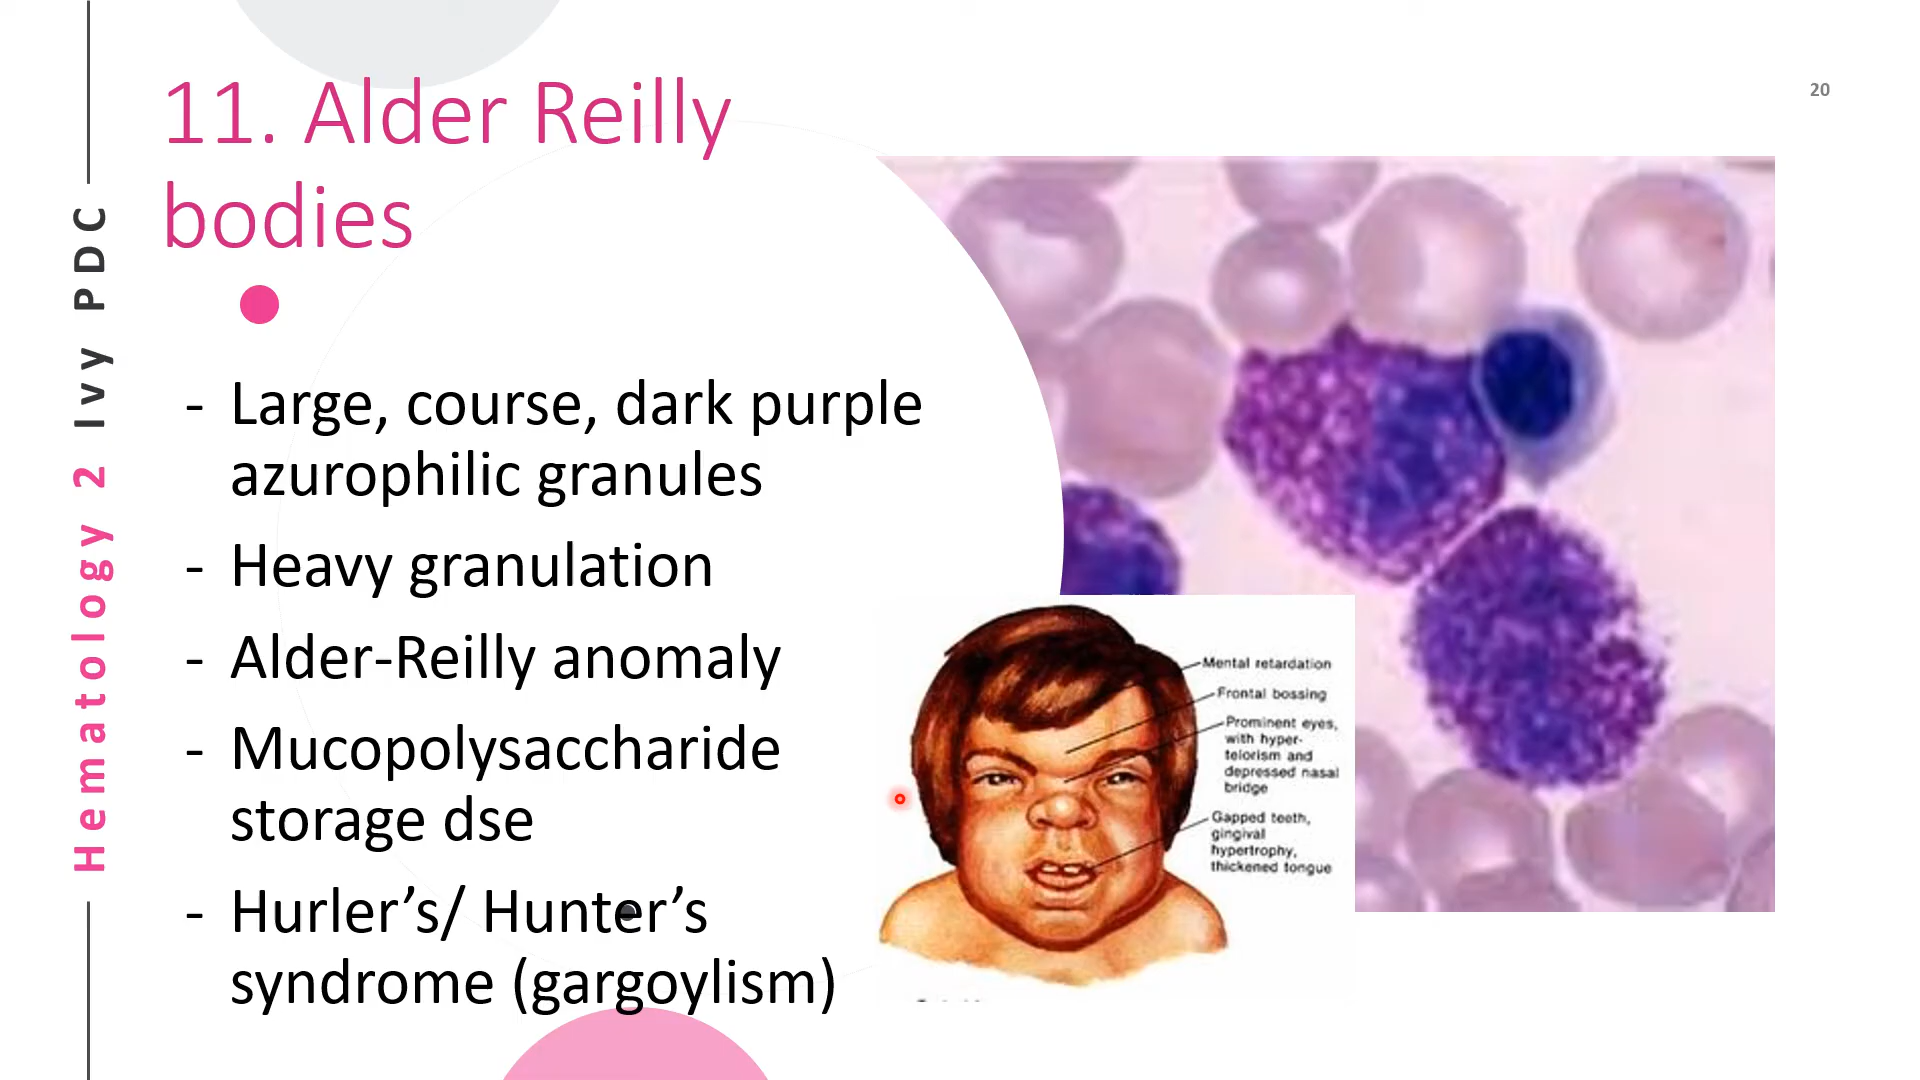 20
11. Alder Reilly
bodies
Hematology 2 Ivy PDC
- Large, course, dark purple
azurophilic granules
- Heavy granulation
- Alder-Reilly anomaly
- Mucopolysaccharide
storage dse
- Hurler’s/ Hunter’s
syndrome (gargoylism)
Mental retardation
Frontal bossing
Prominent eyes,
with hyper-
telorism and
depressed nasal
bridge
Gapped teeth,
gingival
hypertrophy,
thickened tongue